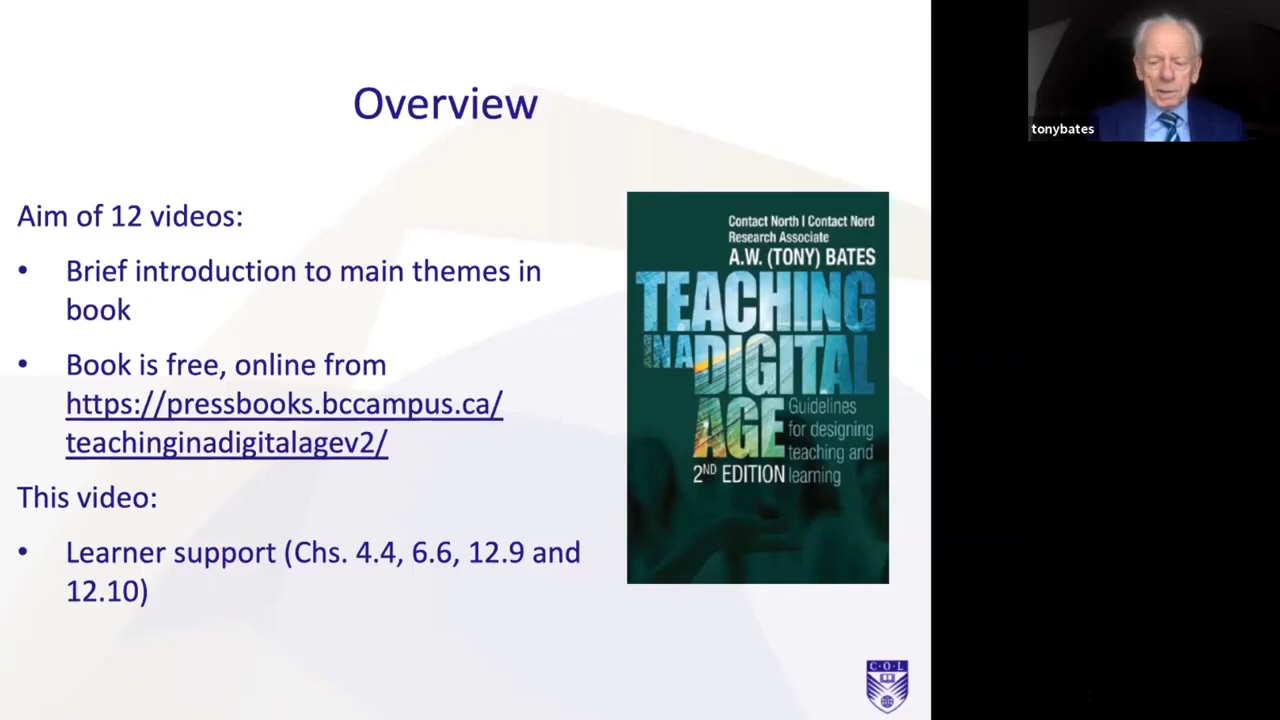 Overview
Aim of 12 videos:
• Brief introduction to main themes in
book
• Book is free, online from
https://pressbooks.bccampus.ca/
teachinginadigitalagev2/
This video:
• Learner support (Chs. 4.4, 6.6, 12.9 and
12.10)
Contact North | Contact Nord
Research Associate
A.W. (TONY) BATES
TEACHING
IN A DIGITAL
AGE
Guidelines
for designing
teaching and
learning
2ND EDITION
C·O·L
tonybates